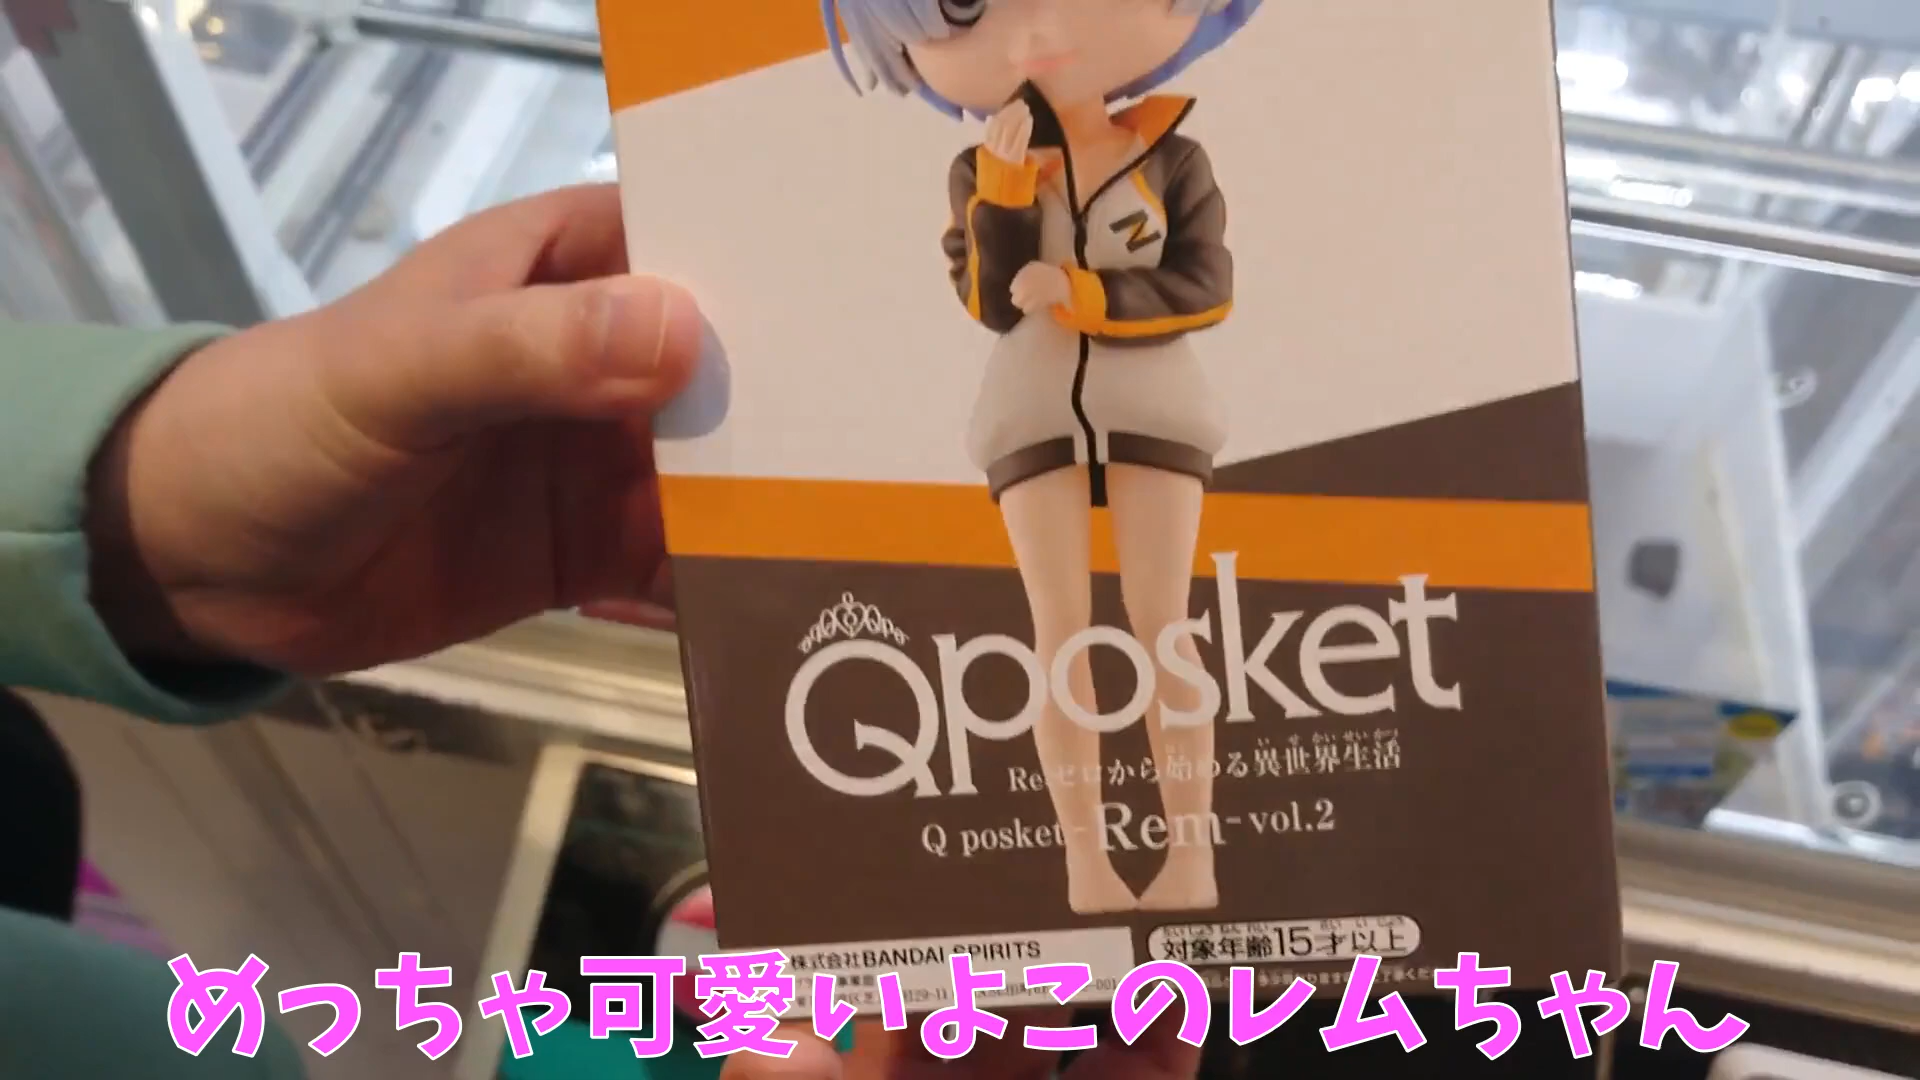 N
Qposket
Re:ゼロから始める異世界生活
Q posket-Rem-vol.2
株式会社BANDAI SPIRITS
対象年齢15才以上
めっちゃ可愛いよこのレムちゃん